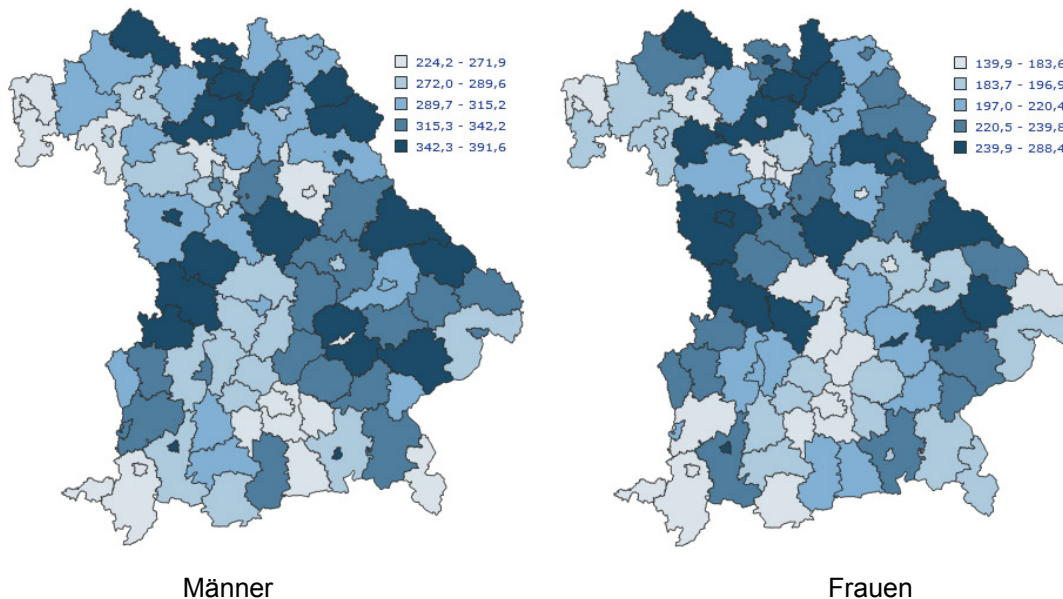 224,2 - 271,9
272,0 - 289,6
289,7 - 315,2
315,3 - 342,2
342,3 - 391,6
139,9 - 183,6
183,7 - 196,9
197,0 - 220,4
220,5 - 239,8
239,9 - 288,4
Männer
Frauen